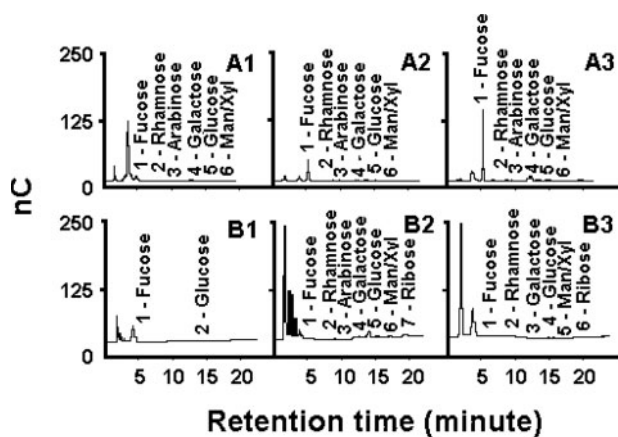 nC
250
125
0
A1
1 - Fucose
2 - Rhamnose
3 - Arabinose
4 - Galactose
5 - Glucose
6 - Man/Xyl
A2
1 - Fucose
2 - Rhamnose
3 - Arabinose
4 - Galactose
5 - Glucose
6 - Man/Xyl
A3
1 - Fucose
2 - Rhamnose
3 - Arabinose
4 - Galactose
5 - Glucose
6 - Man/Xyl
250
125
0
B1
1 - Fucose
2 - Glucose
5 10 15 20
B2
1 - Fucose
2 - Rhamnose
3 - Arabinose
4 - Galactose
5 - Glucose
6 - Man/Xyl
7 - Ribose
5 10 15 20
B3
1 - Fucose
2 - Rhamnose
3 - Galactose
4 - Glucose
5 - Man/Xyl
6 - Ribose
5 10 15 20
Retention time (minute)